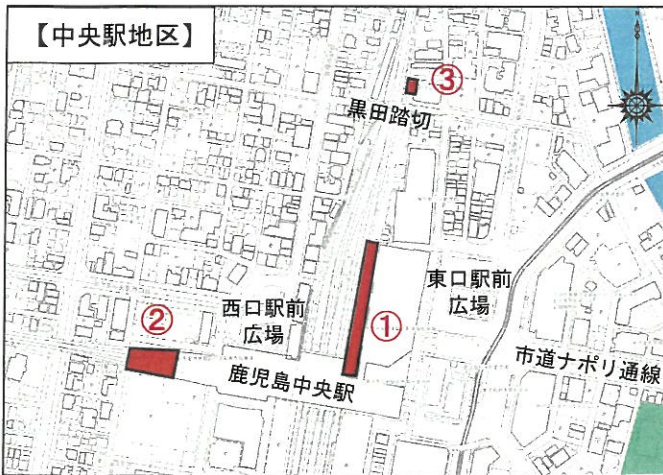 【中央駅地区】
③
黒田踏切
東口駅前
広場
西口駅前
広場
②
①
市道ナポリ通線
鹿児島中央駅